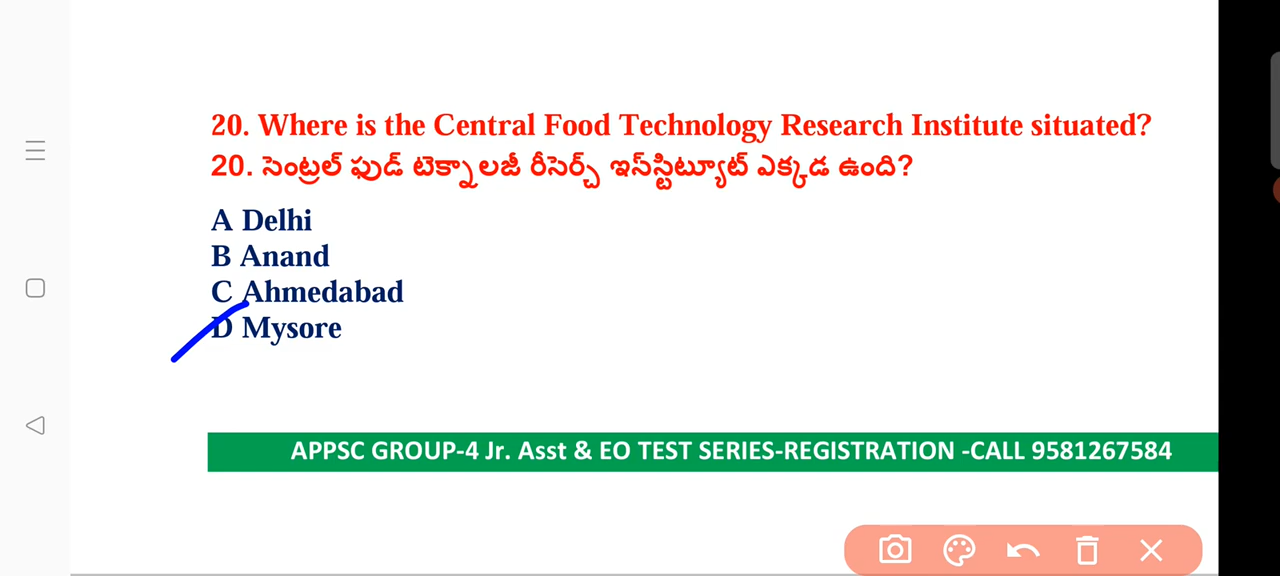 20. Where is the Central Food Technology Research Institute situated?
20. సెంట్రల్ ఫుడ్ టెక్నాలజీ రీసెర్చ్ ఇన్‌స్టిట్యూట్ ఎక్కడ ఉంది?
A Delhi
B Anand
C Ahmedabad
D Mysore
APPSC GROUP-4 Jr. Asst & EO TEST SERIES-REGISTRATION -CALL 9581267584